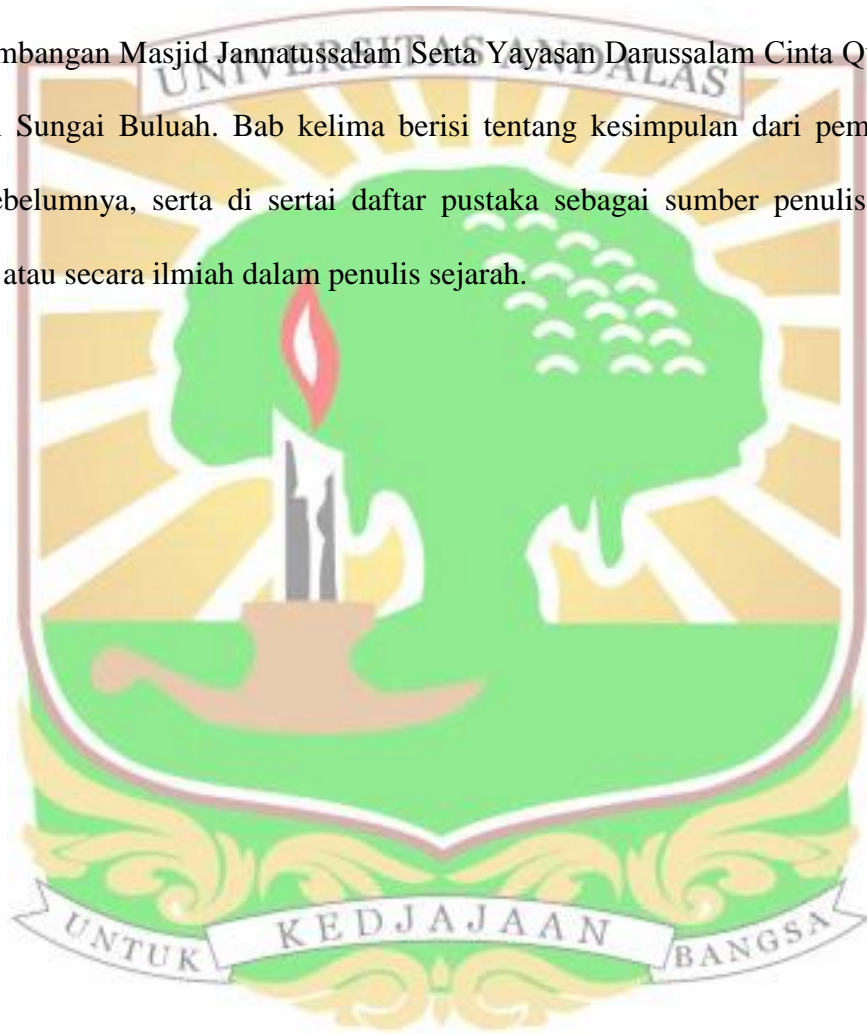 mbangan Masjid Jannatussalam Serta Yayasan Darussalam Cinta Q
UNIVERSITAS ANDALAS
Sungai Buluah. Bab kelima berisi tentang kesimpulan dari pem
ebelumnya, serta di sertai daftar pustaka sebagai sumber penulis
atau secara ilmiah dalam penulis sejarah.
UNTUK KEDJAJAAN BANGSA